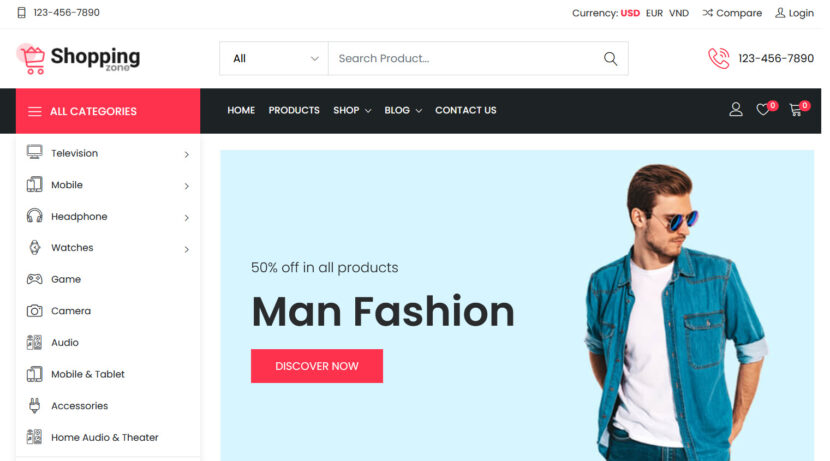 123-456-7890
Currency: USD EUR VND Compare Login
Shopping
zone
All
Search Product...
123-456-7890
ALL CATEGORIES
HOME PRODUCTS SHOP BLOG CONTACT US
0 0
Television
Mobile
Headphone
Watches
Game
Camera
Audio
Mobile & Tablet
Accessories
Home Audio & Theater
50% off in all products
Man Fashion
DISCOVER NOW